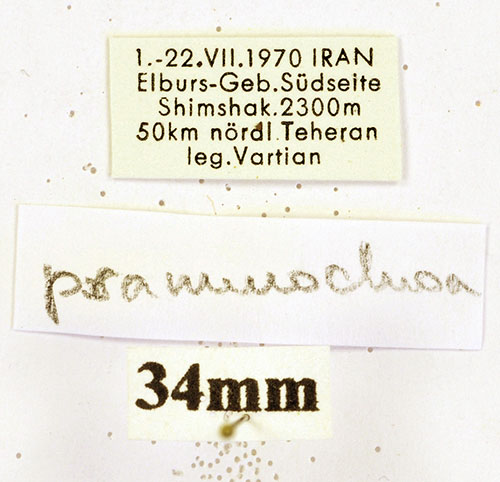 1.-22.VII.1970 IRAN
Elburs-Geb.Südseite
Shimshak.2300m
50km nördl.Teheran
leg.Vartian
psammochroa
34mm